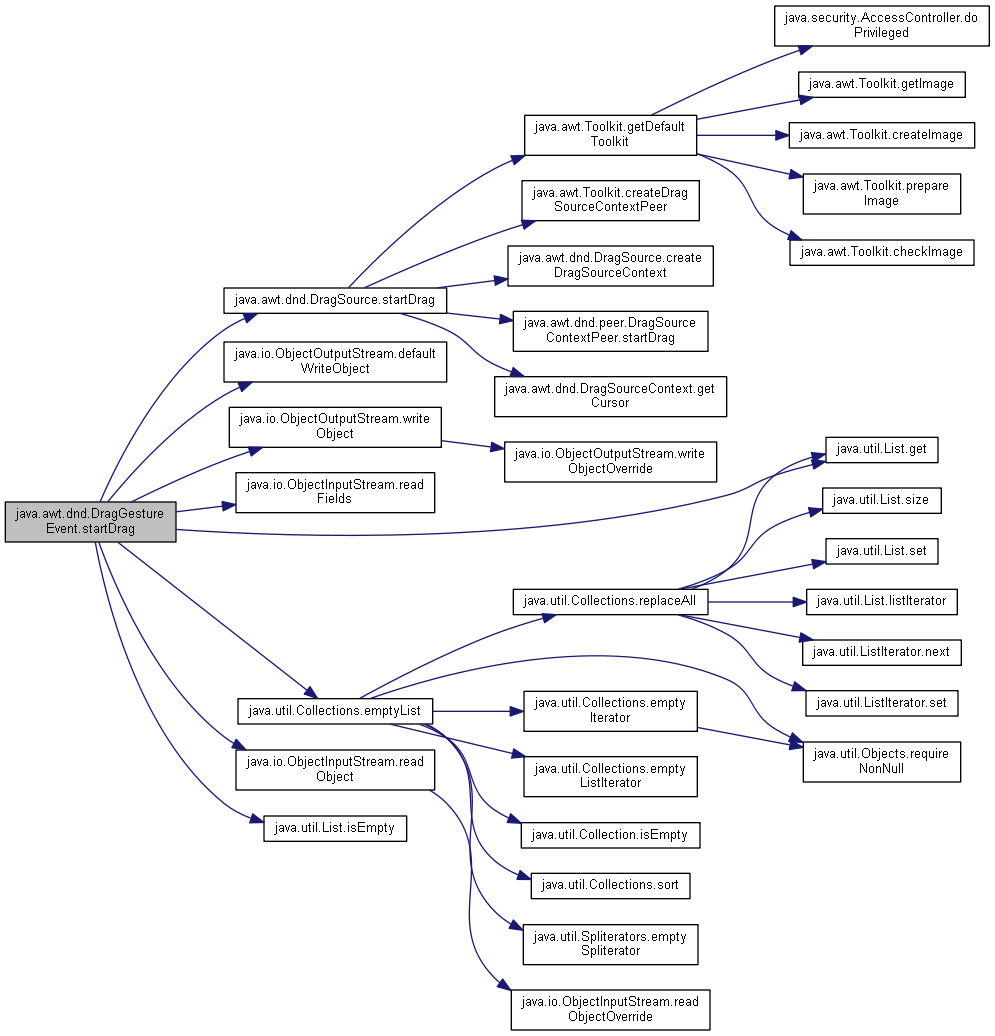 java.security.AccessController.do
Privileged
java.awt.Toolkit.getImage
java.awt.Toolkit.getDefault
Toolkit
java.awt.Toolkit.createImage
java.awt.Toolkit.prepare
Image
java.awt.Toolkit.createDrag
SourceContextPeer
java.awt.Toolkit.checkImage
java.awt.dnd.DragSource.create
DragSourceContext
java.awt.dnd.DragSource.startDrag
java.awt.dnd.peer.DragSource
ContextPeer.startDrag
java.io.ObjectOutputStream.default
WriteObject
java.awt.dnd.DragSourceContext.get
Cursor
java.io.ObjectOutputStream.write
Object
java.util.List.get
java.io.ObjectOutputStream.write
ObjectOverride
java.io.ObjectInputStream.read
Fields
java.util.List.size
java.awt.dnd.DragGesture
Event.startDrag
java.util.List.set
java.util.Collections.replaceAll
java.util.List.listIterator
java.util.ListIterator.next
java.util.ListIterator.set
java.util.Collections.emptyList
java.util.Collections.empty
Iterator
java.util.Objects.require
NonNull
java.io.ObjectInputStream.read
Object
java.util.Collections.empty
ListIterator
java.util.List.isEmpty
java.util.Collection.isEmpty
java.util.Collections.sort
java.util.Spliterators.empty
Spliterator
java.io.ObjectInputStream.read
ObjectOverride